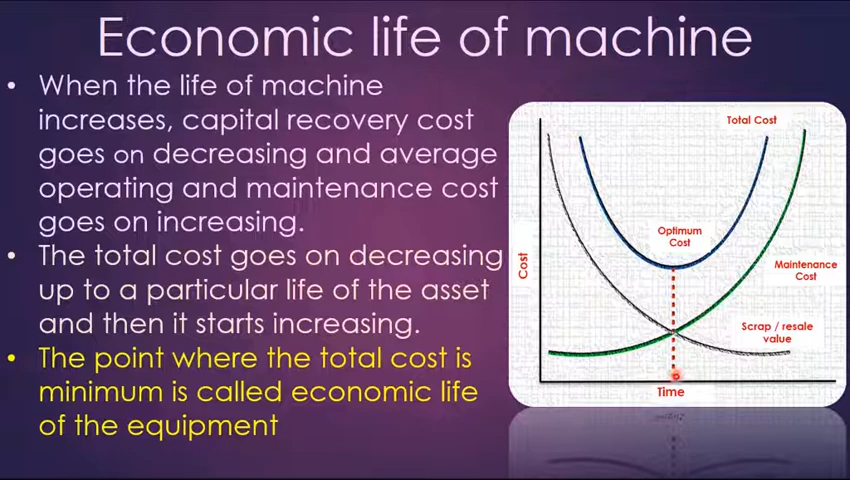 Economic life of machine
• When the life of machine
increases, capital recovery cost
goes on decreasing and average
operating and maintenance cost
goes on increasing.
• The total cost goes on decreasing
up to a particular life of the asset
and then it starts increasing.
• The point where the total cost is
minimum is called economic life
of the equipment
Total Cost
Optimum
Cost
Cost
Maintenance
Cost
Scrap / resale
value
Time